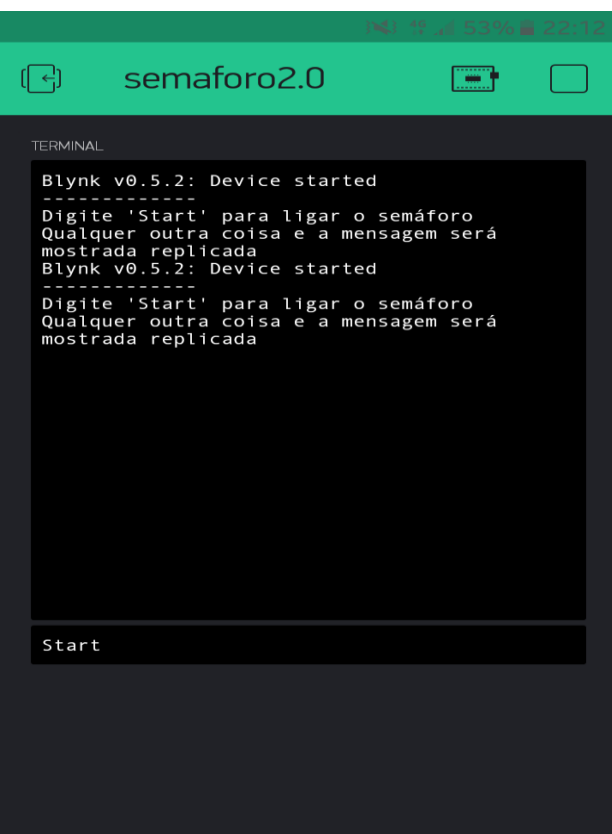 53% 22:12
semaforo2.0
TERMINAL
Blynk v0.5.2: Device started
-------------
Digite 'Start' para ligar o semáforo
Qualquer outra coisa e a mensagem será
mostrada replicada
Blynk v0.5.2: Device started
-------------
Digite 'Start' para ligar o semáforo
Qualquer outra coisa e a mensagem será
mostrada replicada
Start